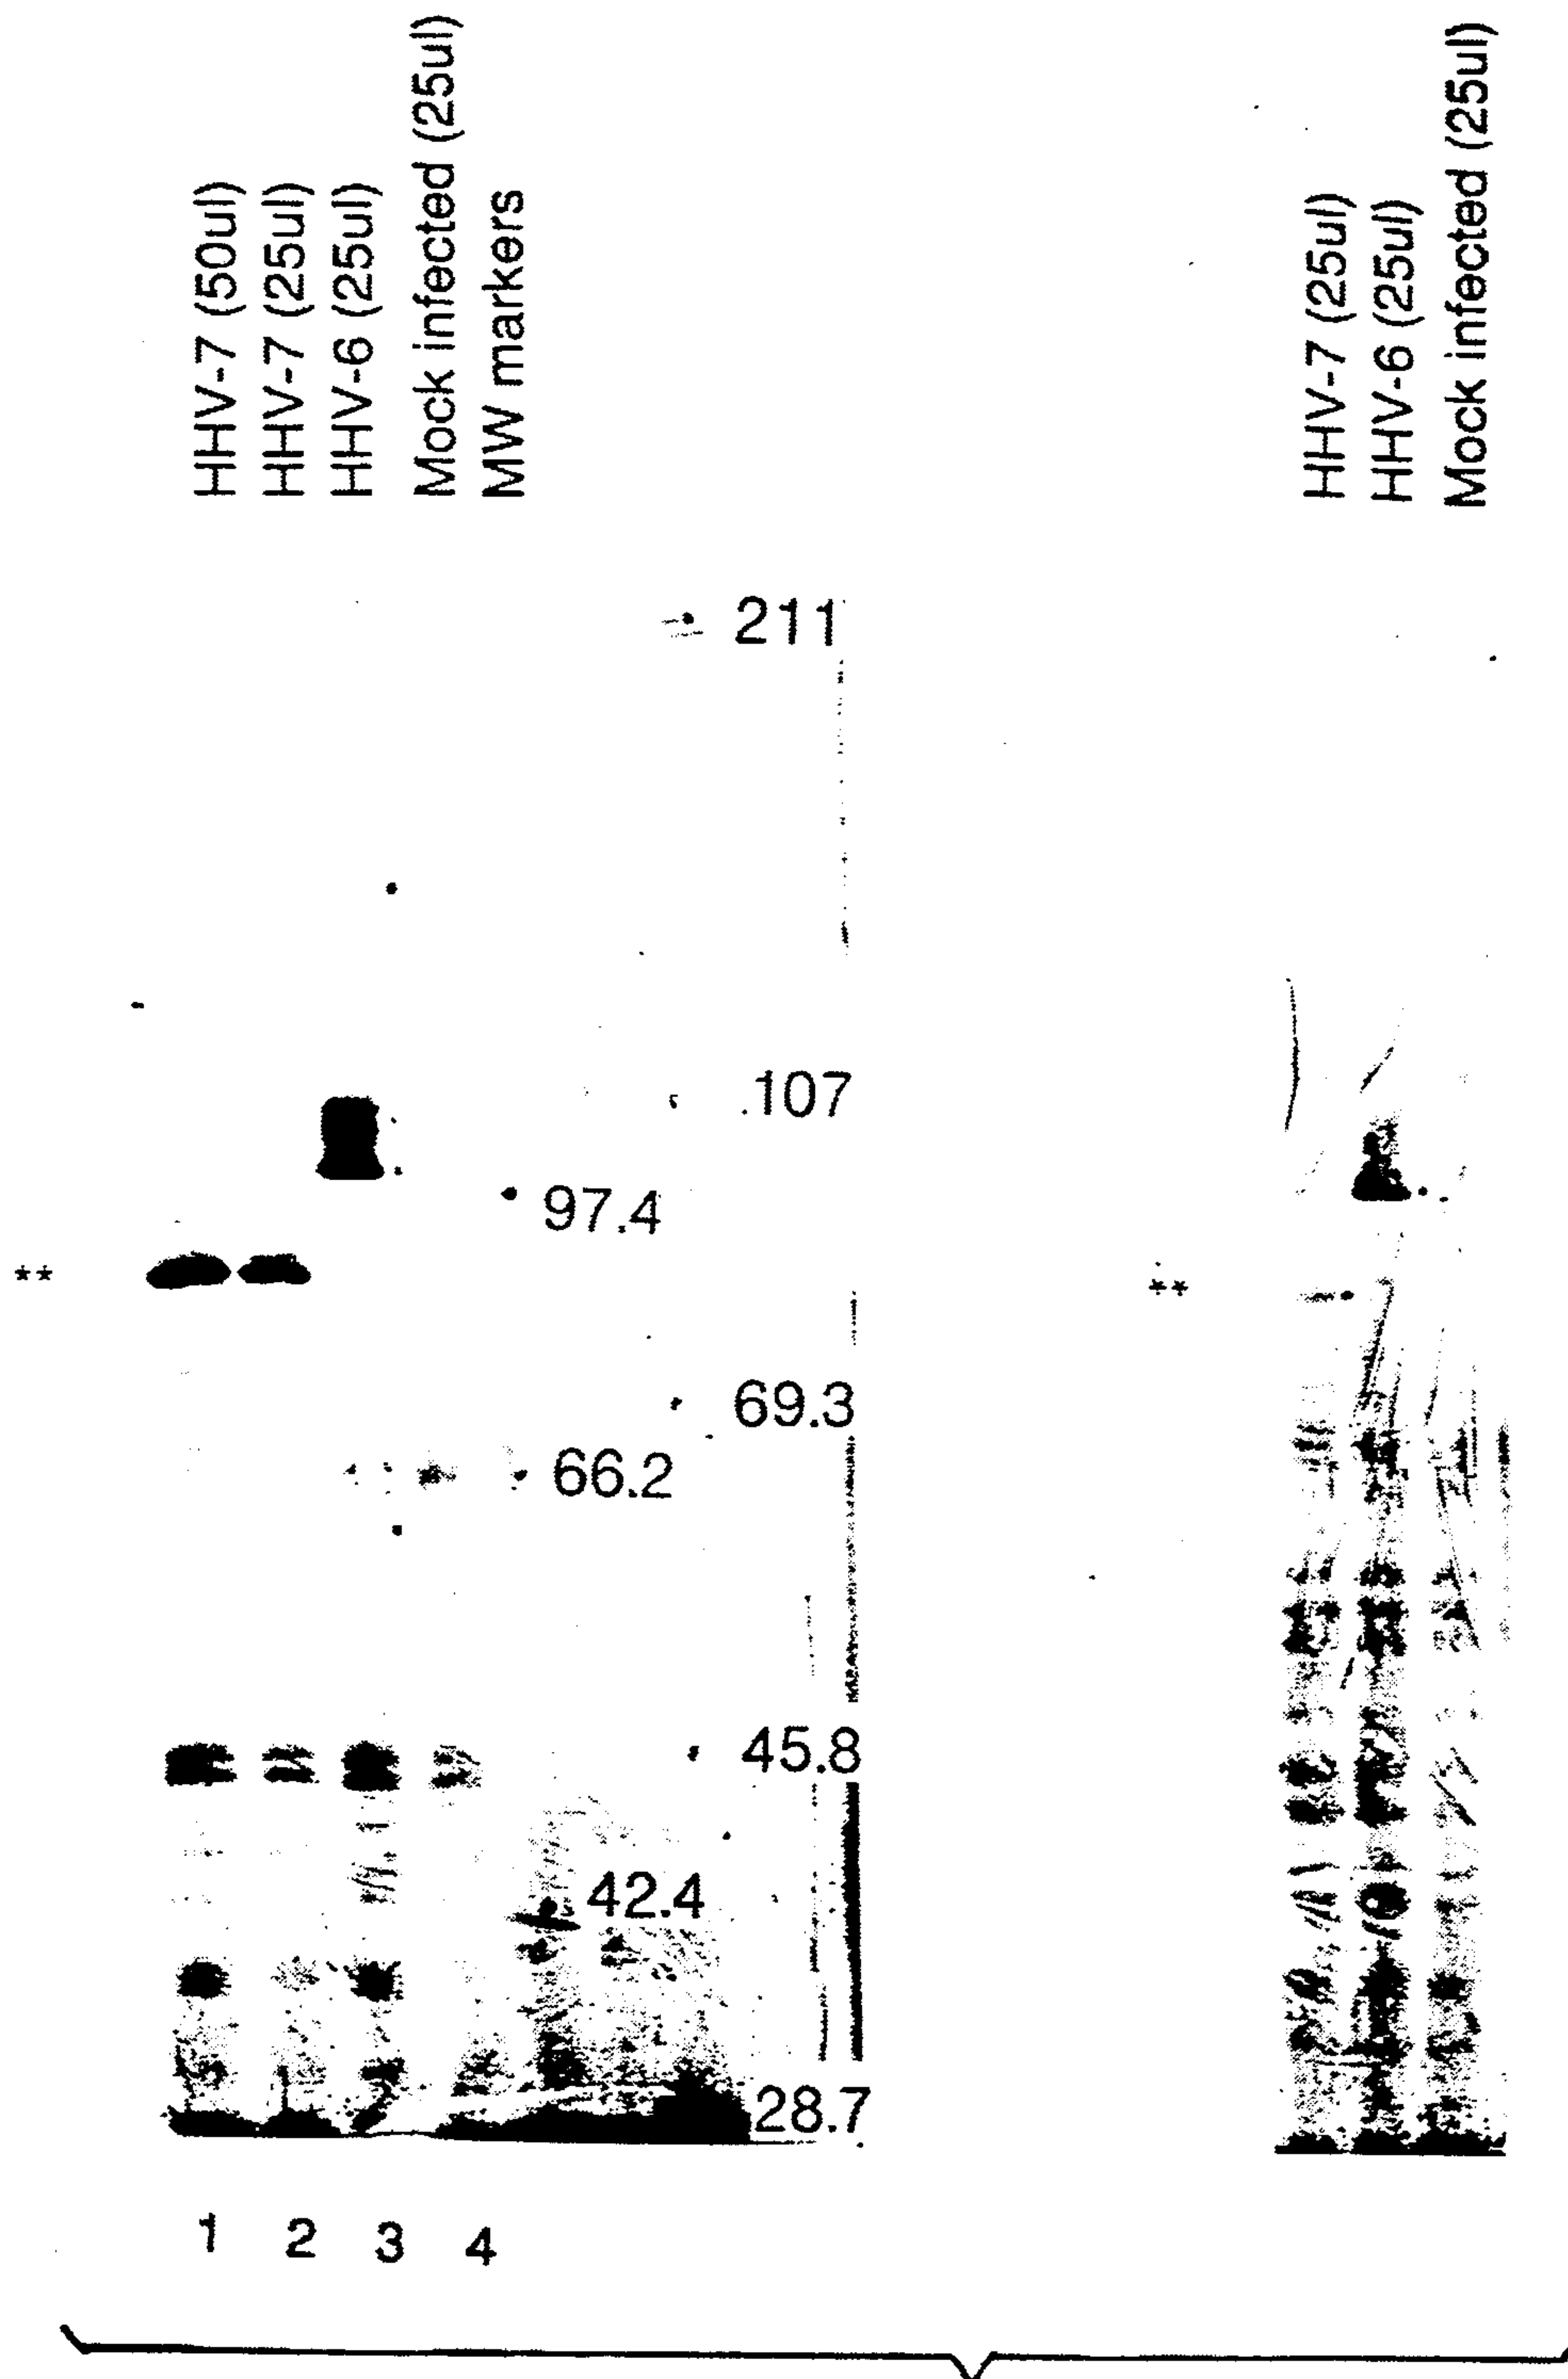 HHV-7 (50ul)
HHV-7 (25ul)
HHV-6 (25ul)
Mock infected (25ul)
MW markers
HHV-7 (25ul)
HHV-6 (25ul)
Mock infected (25ul)
211
107
97.4
**
**
69.3
66.2
45.8
42.4
28.7
1 2 3 4